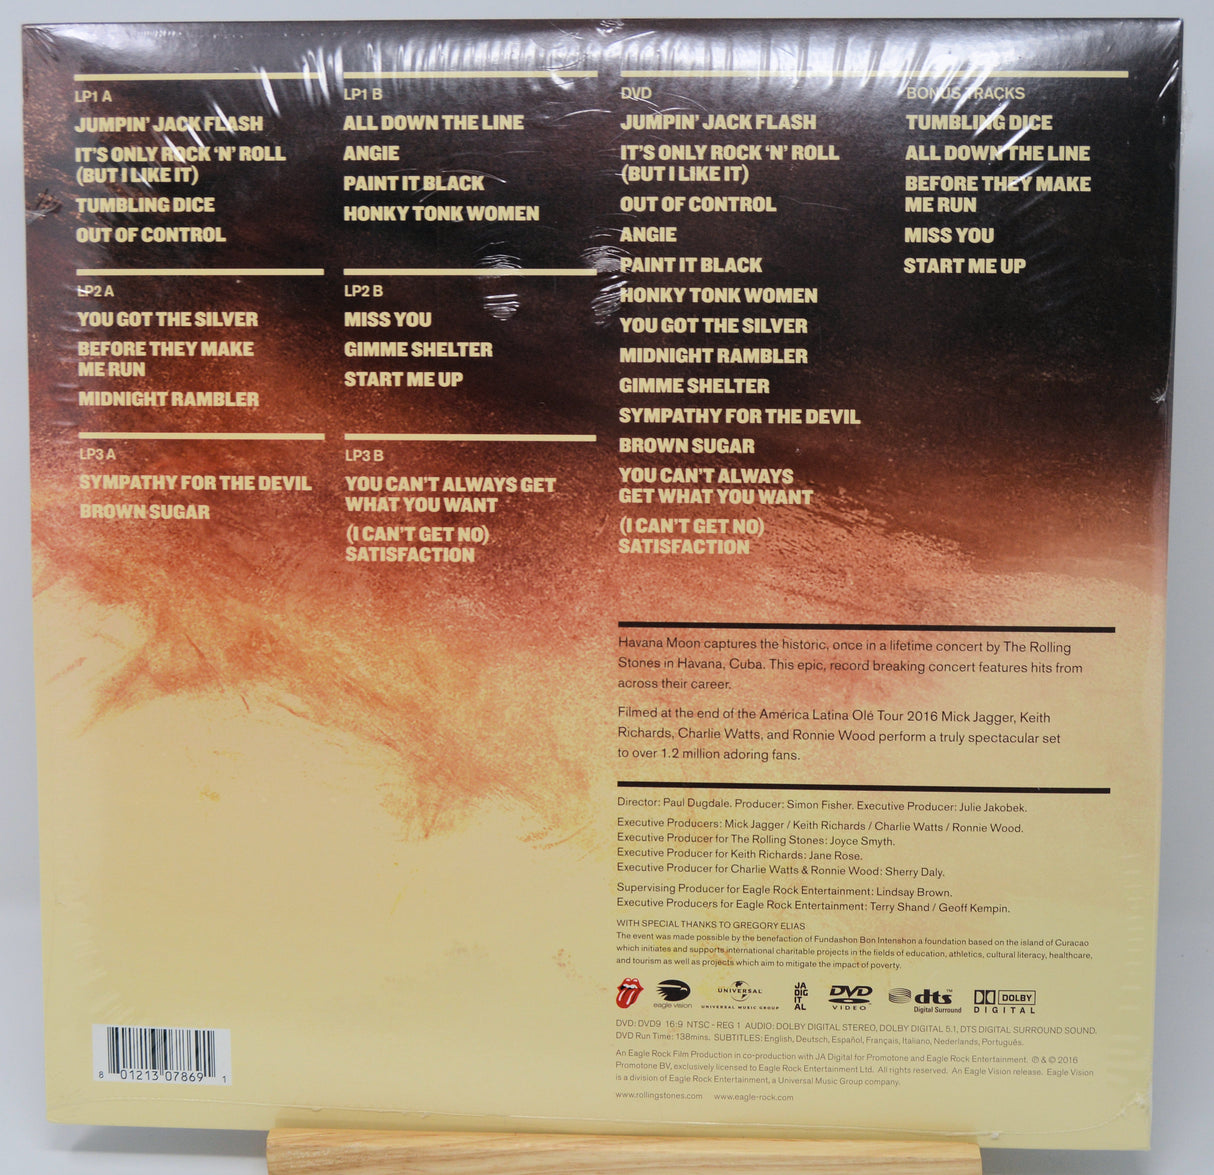 LP1 A
JUMPIN' JACK FLASH
IT'S ONLY ROCK 'N' ROLL
(BUT I LIKE IT)
TUMBLING DICE
OUT OF CONTROL
LP1 B
ALL DOWN THE LINE
ANGIE
PAINT IT BLACK
HONKY TONK WOMEN
LP2 A
YOU GOT THE SILVER
BEFORE THEY MAKE
ME RUN
MIDNIGHT RAMBLER
LP2 B
MISS YOU
GIMME SHELTER
START ME UP
LP3 A
SYMPATHY FOR THE DEVIL
BROWN SUGAR
LP3 B
YOU CAN'T ALWAYS GET
WHAT YOU WANT
(I CAN'T GET NO)
SATISFACTION
DVD
JUMPIN' JACK FLASH
IT'S ONLY ROCK 'N' ROLL
(BUT I LIKE IT)
OUT OF CONTROL
ANGIE
PAINT IT BLACK
HONKY TONK WOMEN
YOU GOT THE SILVER
MIDNIGHT RAMBLER
GIMME SHELTER
SYMPATHY FOR THE DEVIL
BROWN SUGAR
YOU CAN'T ALWAYS
GET WHAT YOU WANT
(I CAN'T GET NO)
SATISFACTION
BONUS TRACKS
TUMBLING DICE
ALL DOWN THE LINE
BEFORE THEY MAKE
ME RUN
MISS YOU
START ME UP
Havana Moon captures the historic, once in a lifetime concert by The Rolling
Stones in Havana, Cuba. This epic, record breaking concert features hits from
across their career.
Filmed at the end of the América Latina Olé Tour 2016 Mick Jagger, Keith
Richards, Charlie Watts, and Ronnie Wood perform a truly spectacular set
to over 1.2 million adoring fans.
Director: Paul Dugdale. Producer: Simon Fisher. Executive Producer: Julie Jakobek.
Executive Producers: Mick Jagger / Keith Richards / Charlie Watts / Ronnie Wood.
Executive Producer for The Rolling Stones: Joyce Smyth.
Executive Producer for Keith Richards: Jane Rose.
Executive Producer for Charlie Watts & Ronnie Wood: Sherry Daly.
Supervising Producer for Eagle Rock Entertainment: Lindsay Brown.
Executive Producers for Eagle Rock Entertainment: Terry Shand / Geoff Kempin.
WITH SPECIAL THANKS TO GREGORY ELIAS
The event was made possible by the benefaction of Fundashon Bon Intenshon a foundation based on the island of Curacao
which initiates and supports international charitable projects in the fields of education, athletics, cultural literacy, healthcare,
and tourism as well as projects which aim to mitigate the impact of poverty.
eagle vision
UNIVERSAL
UNIVERSAL MUSIC GROUP
JA
DIG
IT
AL
DVD
VIDEO
dts™
Digital Surround
DOLBY
DIGITAL
DVD: DVD9 16:9 NTSC - REG 1 AUDIO: DOLBY DIGITAL STEREO, DOLBY DIGITAL 5.1, DTS DIGITAL SURROUND SOUND.
DVD Run Time: 138mins. SUBTITLES: English, Deutsch, Español, Français, Italiano, Nederlands, Português.
An Eagle Rock Film Production in co-production with JA Digital for Promotone and Eagle Rock Entertainment. ℗ & © 2016
Promotone BV, exclusively licensed to Eagle Rock Entertainment Ltd. All rights reserved. An Eagle Vision release. Eagle Vision
is a division of Eagle Rock Entertainment, a Universal Music Group company.
www.rollingstones.com www.eagle-rock.com
8 01213 07869 1